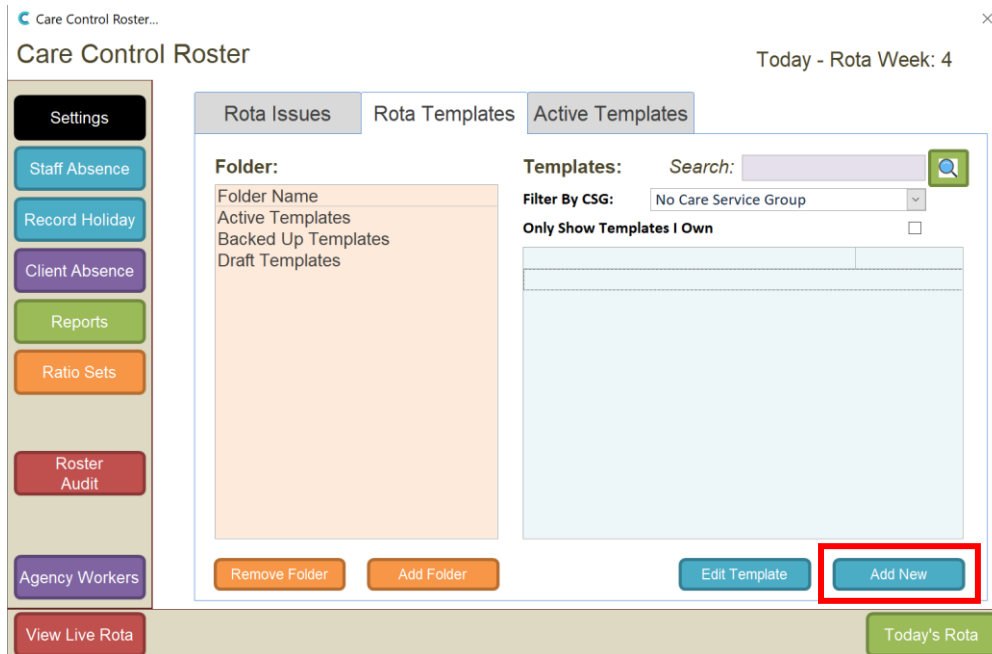 Care Control Roster...
Care Control Roster
Today - Rota Week: 4
Settings
Staff Absence
Record Holiday
Client Absence
Reports
Ratio Sets
Roster
Audit
Agency Workers
View Live Rota
Rota Issues
Rota Templates
Active Templates
Folder:
Folder Name
Active Templates
Backed Up Templates
Draft Templates
Remove Folder
Add Folder
Templates:
Search:
Filter By CSG:
No Care Service Group
Only Show Templates I Own
Edit Template
Add New
Today's Rota